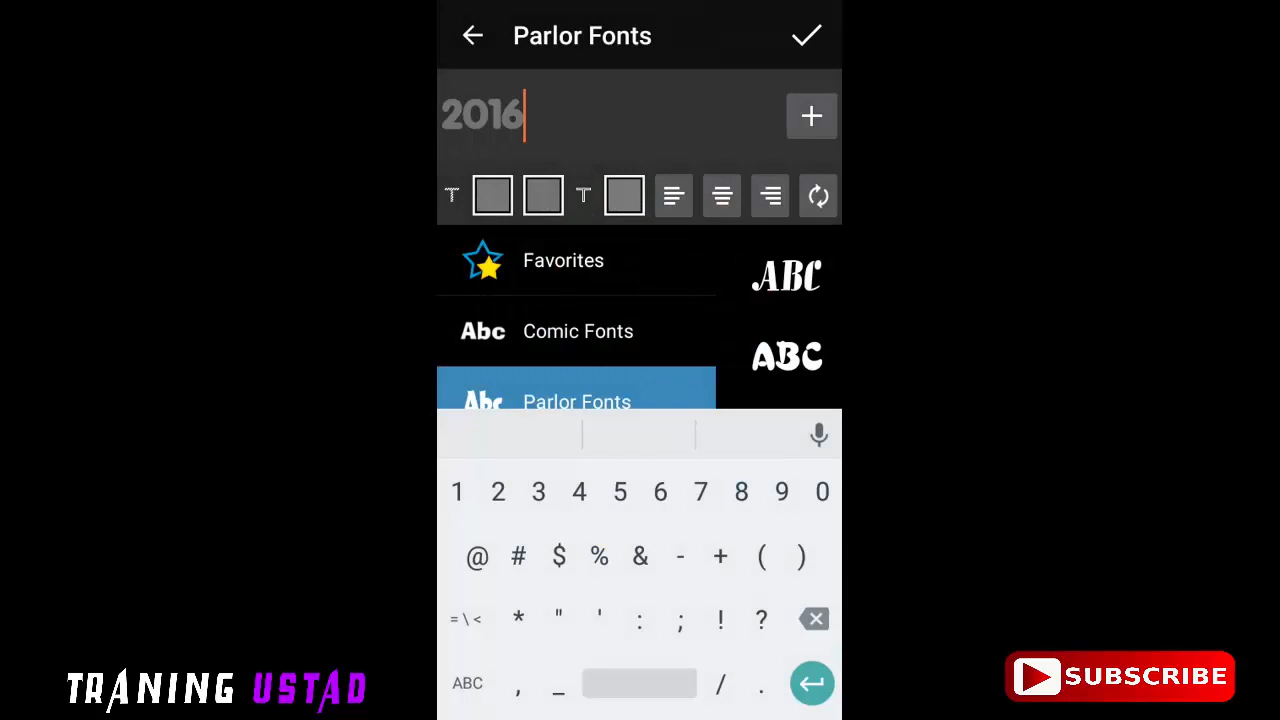 Parlor Fonts
2016
T T
Favorites
ABC
Abc Comic Fonts
ABC
Abc Parlor Fonts
1 2 3 4 5 6 7 8 9 0
@ # $ % & - + ( )
= \ < * " ' : ; ! ?
ABC , _ / .
TRANING USTAD
SUBSCRIBE